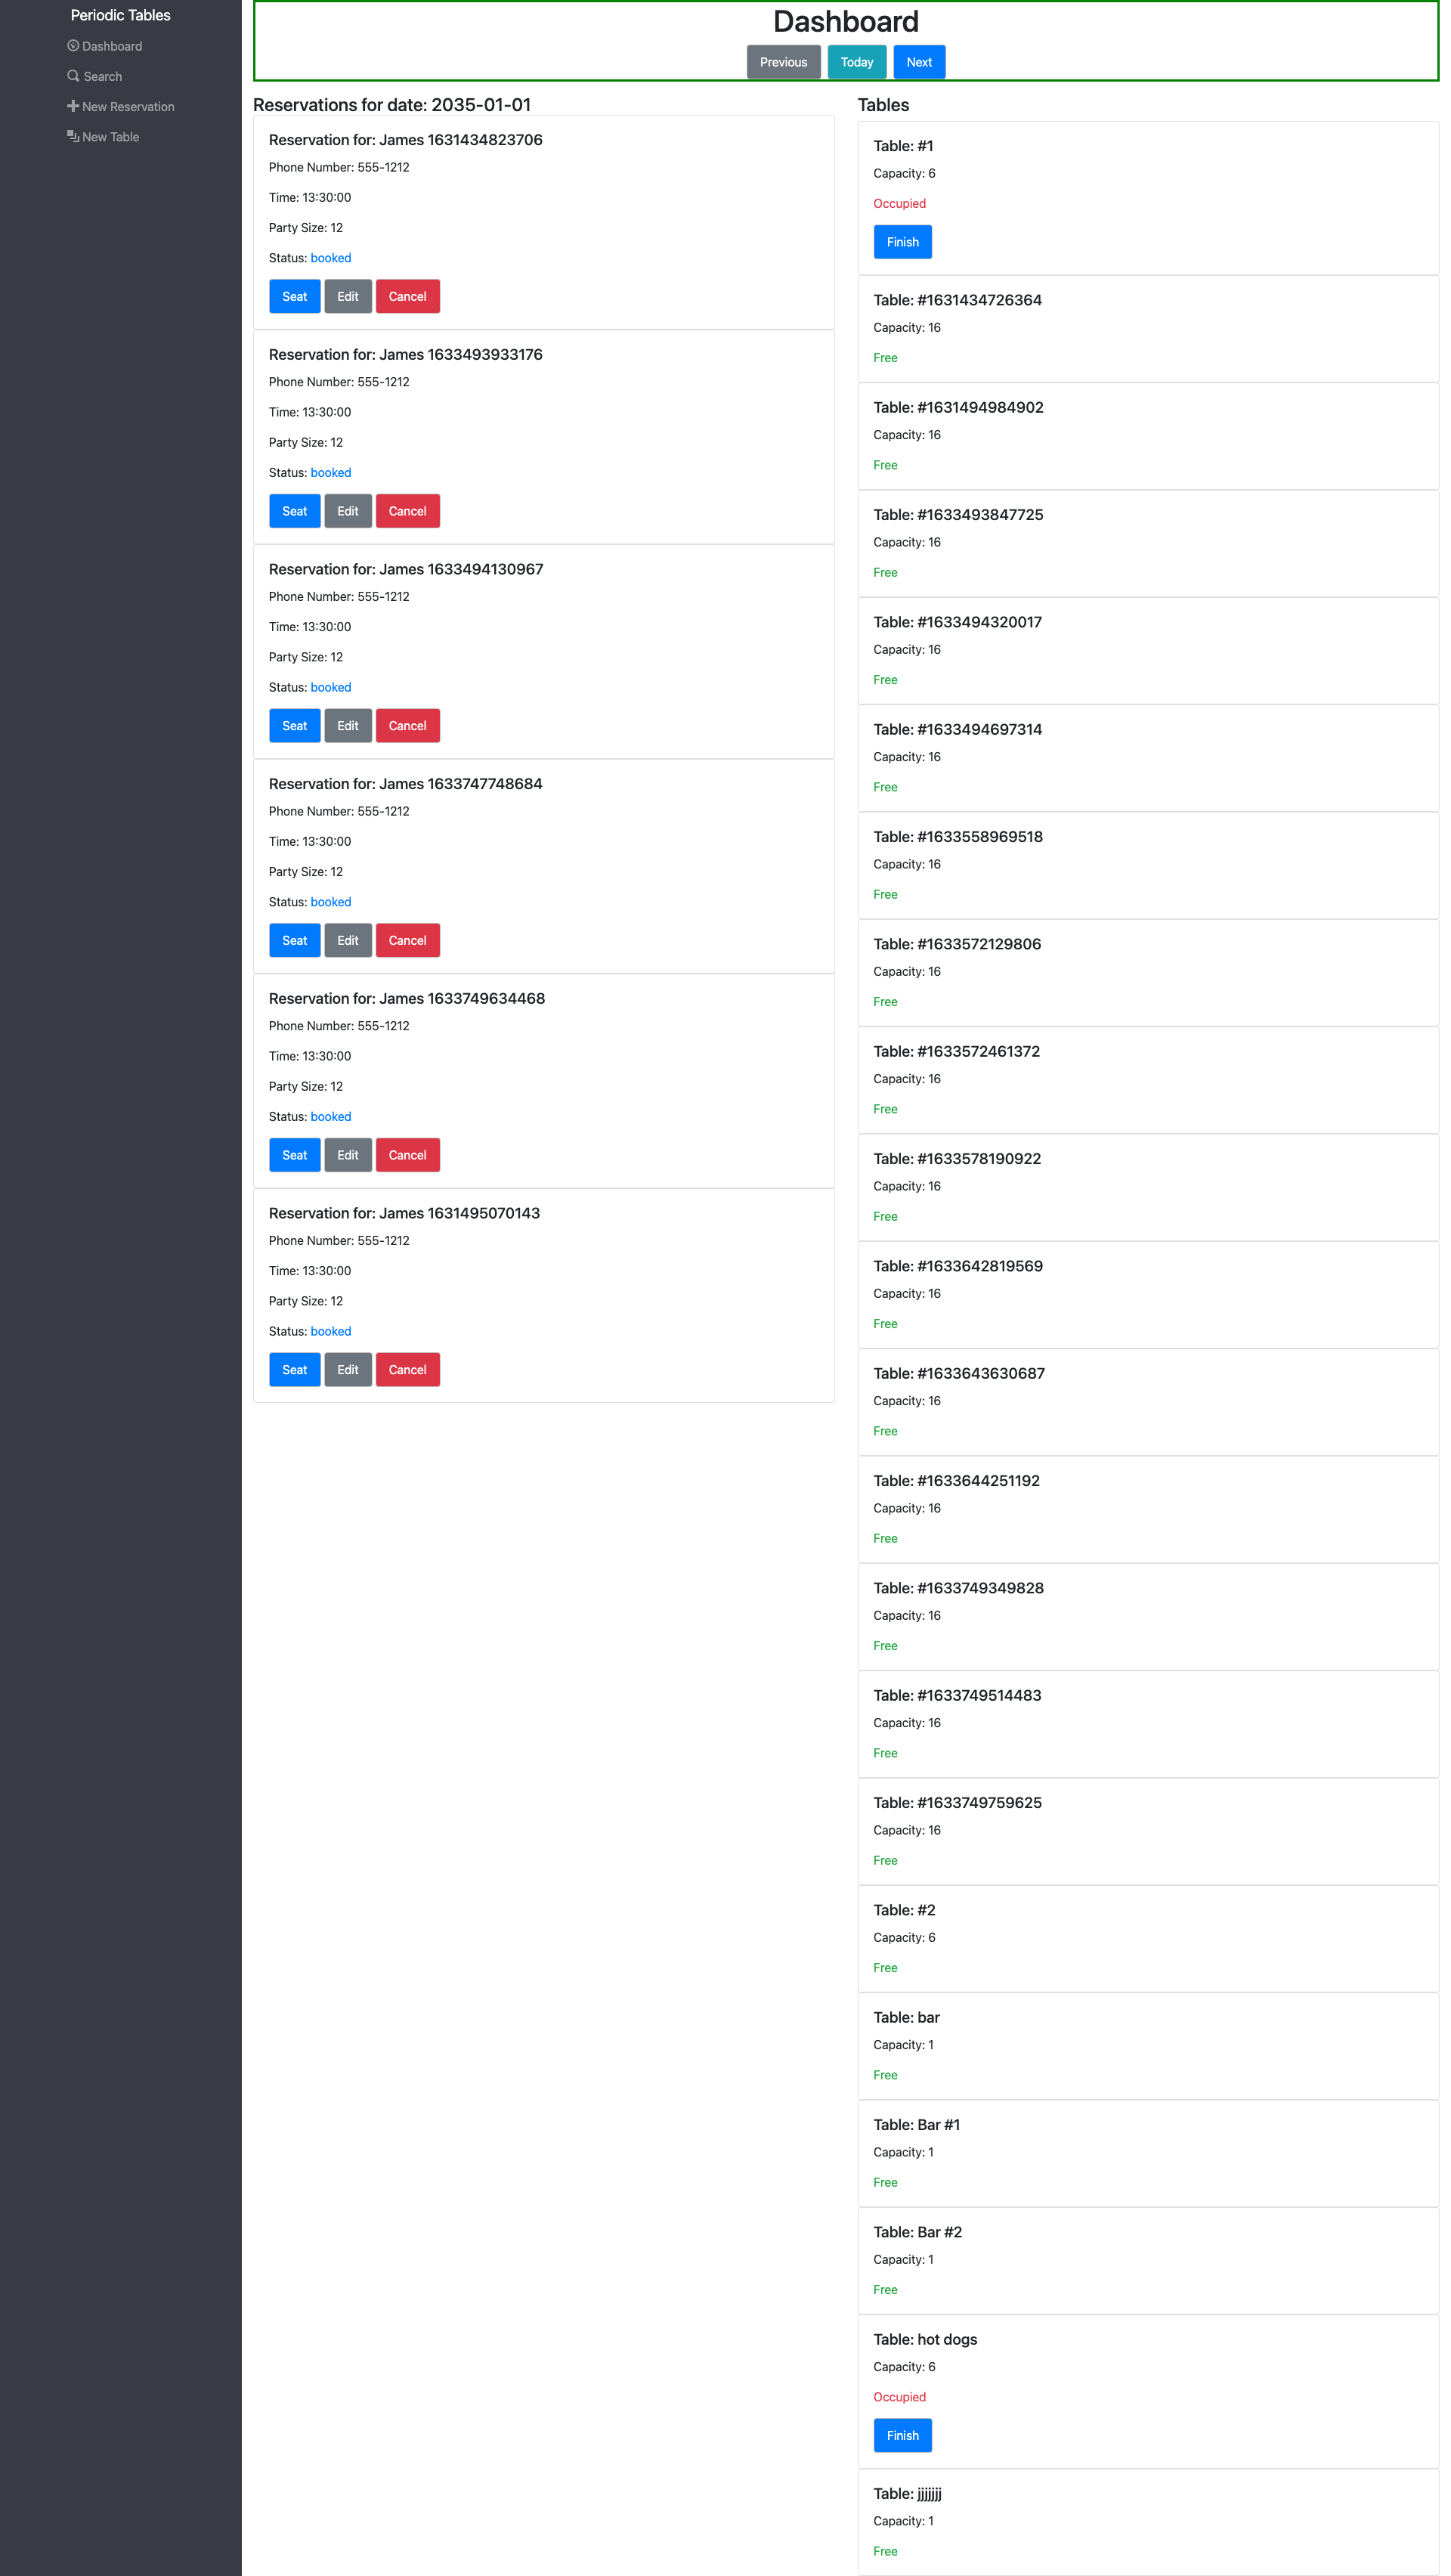 Periodic Tables
Dashboard
Search
New Reservation
New Table
Dashboard
Previous
Today
Next
Reservations for date: 2035-01-01
Reservation for: James 1631434823706
Phone Number: 555-1212
Time: 13:30:00
Party Size: 12
Status: booked
Seat
Edit
Cancel
Reservation for: James 1633493933176
Phone Number: 555-1212
Time: 13:30:00
Party Size: 12
Status: booked
Seat
Edit
Cancel
Reservation for: James 1633494130967
Phone Number: 555-1212
Time: 13:30:00
Party Size: 12
Status: booked
Seat
Edit
Cancel
Reservation for: James 1633747748684
Phone Number: 555-1212
Time: 13:30:00
Party Size: 12
Status: booked
Seat
Edit
Cancel
Reservation for: James 1633749634468
Phone Number: 555-1212
Time: 13:30:00
Party Size: 12
Status: booked
Seat
Edit
Cancel
Reservation for: James 1631495070143
Phone Number: 555-1212
Time: 13:30:00
Party Size: 12
Status: booked
Seat
Edit
Cancel
Tables
Table: #1
Capacity: 6
Occupied
Finish
Table: #1631434726364
Capacity: 16
Free
Table: #1631494984902
Capacity: 16
Free
Table: #1633493847725
Capacity: 16
Free
Table: #1633494320017
Capacity: 16
Free
Table: #1633494697314
Capacity: 16
Free
Table: #1633558969518
Capacity: 16
Free
Table: #1633572129806
Capacity: 16
Free
Table: #1633572461372
Capacity: 16
Free
Table: #1633578190922
Capacity: 16
Free
Table: #1633642819569
Capacity: 16
Free
Table: #1633643630687
Capacity: 16
Free
Table: #1633644251192
Capacity: 16
Free
Table: #1633749349828
Capacity: 16
Free
Table: #1633749514483
Capacity: 16
Free
Table: #1633749759625
Capacity: 16
Free
Table: #2
Capacity: 6
Free
Table: bar
Capacity: 1
Free
Table: Bar #1
Capacity: 1
Free
Table: Bar #2
Capacity: 1
Free
Table: hot dogs
Capacity: 6
Occupied
Finish
Table: jjjjjjj
Capacity: 1
Free